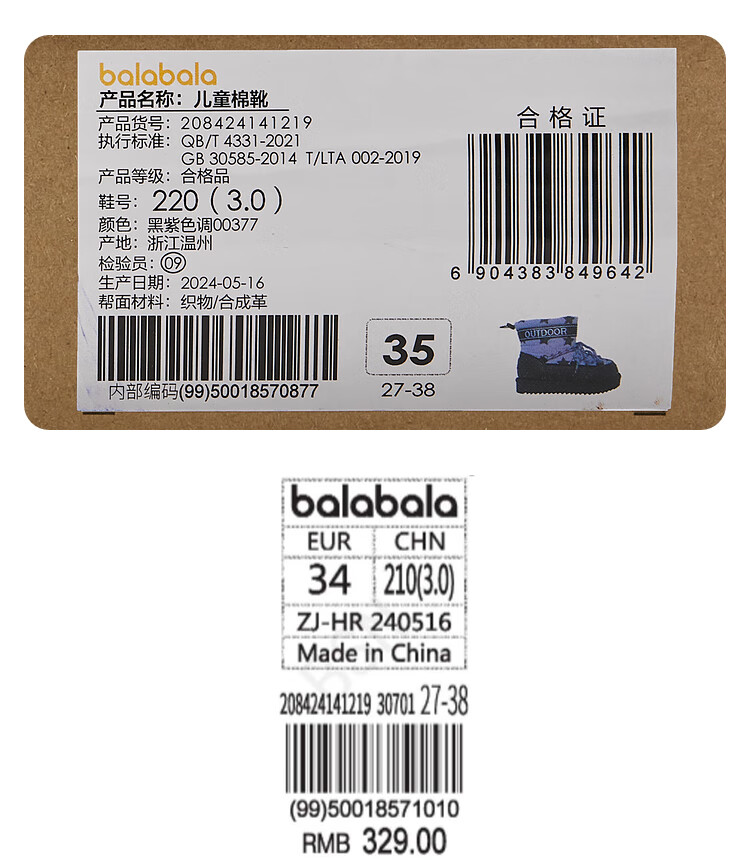 balabala
产品名称：儿童棉靴
产品货号：208424141219
执行标准：QB/T 4331-2021
GB 30585-2014 T/LTA 002-2019
产品等级：合格品
鞋号：220（3.0）
颜色：黑紫色调00377
产地：浙江温州
检验员：09
生产日期：2024-05-16
帮面材料：织物/合成革
内部编码(99)50018570877
合格证
6 904383 849642
35
27-38
OUTDOOR
balabala
EUR CHN
34 210(3.0)
ZJ-HR 240516
Made in China
208424141219 30701 27-38
(99)50018571010
RMB 329.00